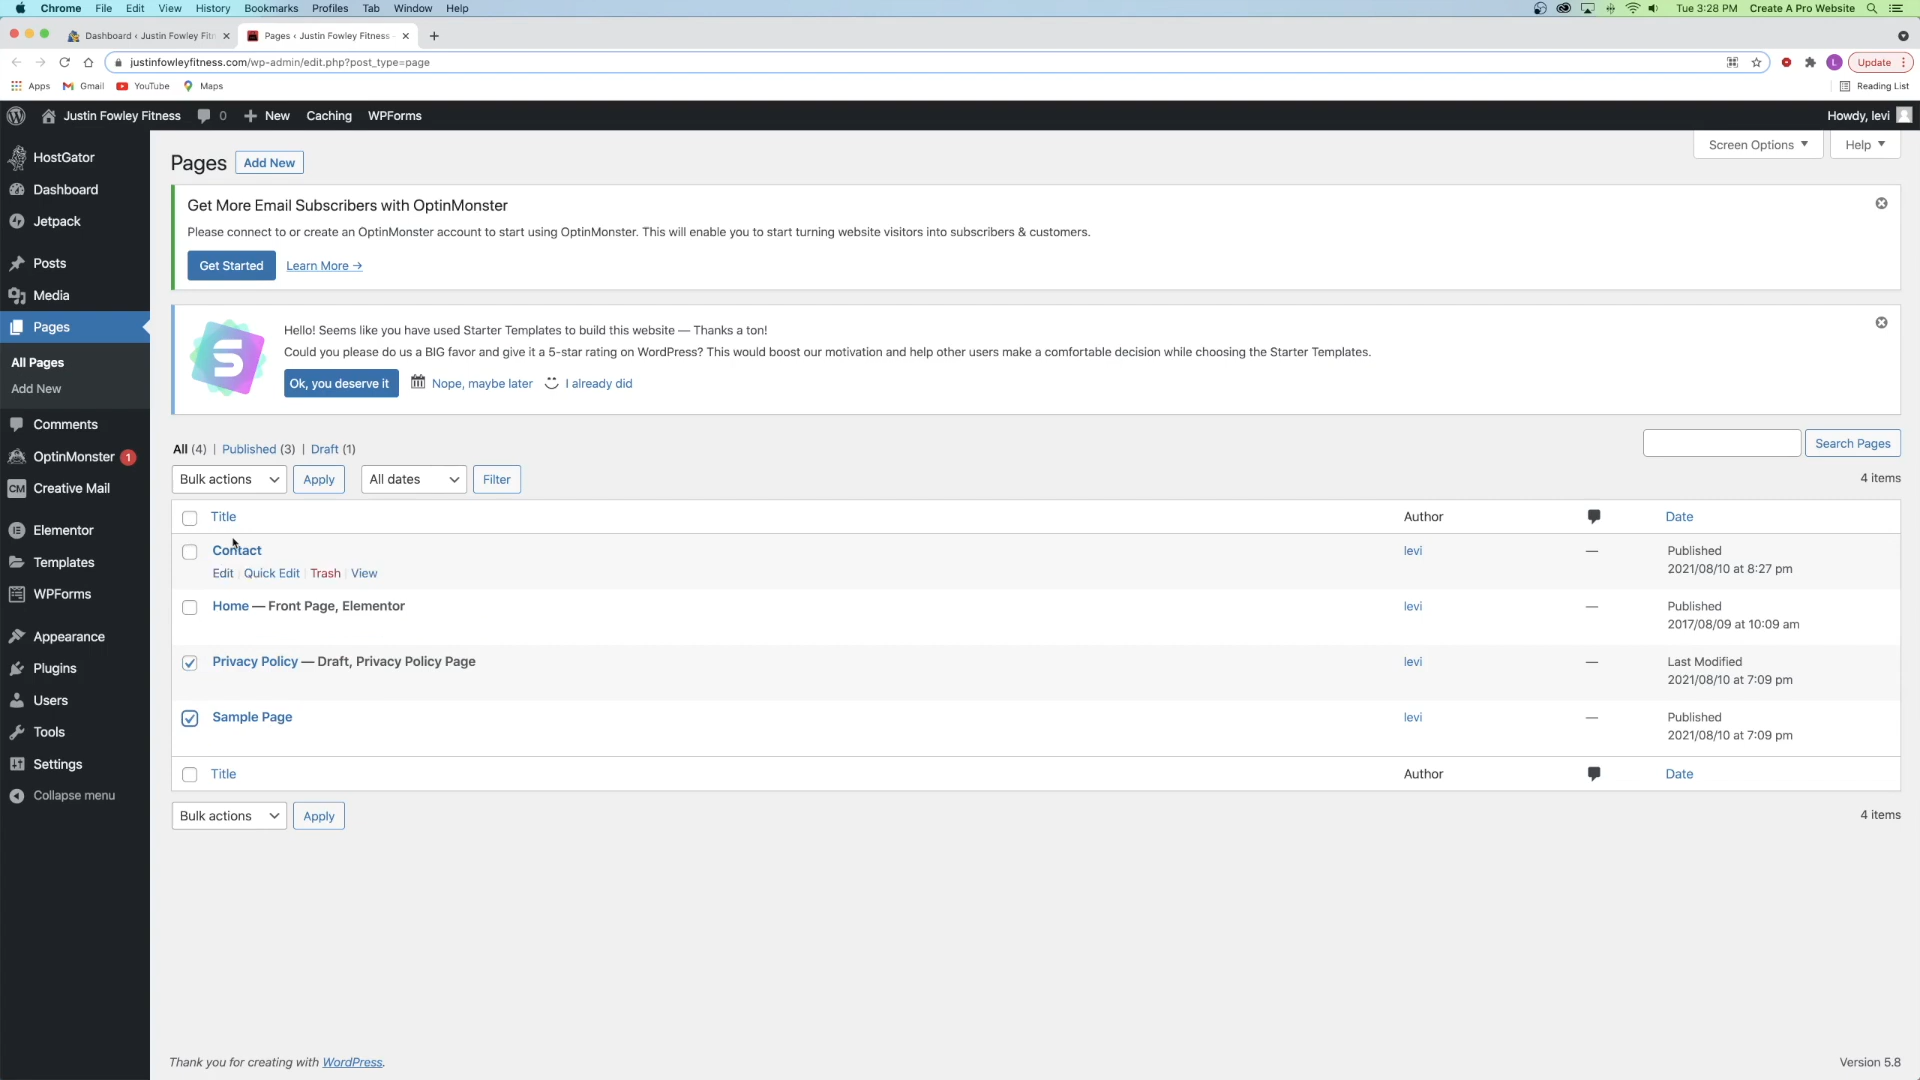 Chrome File Edit View History Bookmarks Profiles Tab Window Help Tue 3:28 PM Create A Pro Website
Dashboard ‹ Justin Fowley Fitn Pages ‹ Justin Fowley Fitness -
justinfowleyfitness.com/wp-admin/edit.php?post_type=page L Update
Apps Gmail YouTube Maps Reading List
Justin Fowley Fitness 0 New Caching WPForms Howdy, levi
HostGator
Dashboard
Jetpack
Posts
Media
Pages
All Pages
Add New
Comments
OptinMonster 1
CM Creative Mail
Elementor
Templates
WPForms
Appearance
Plugins
Users
Tools
Settings
Collapse menu
Screen Options Help
Pages Add New
Get More Email Subscribers with OptinMonster
Please connect to or create an OptinMonster account to start using OptinMonster. This will enable you to start turning website visitors into subscribers & customers.
Get Started Learn More →
S
Hello! Seems like you have used Starter Templates to build this website — Thanks a ton!
Could you please do us a BIG favor and give it a 5-star rating on WordPress? This would boost our motivation and help other users make a comfortable decision while choosing the Starter Templates.
Ok, you deserve it Nope, maybe later I already did
All (4) | Published (3) | Draft (1) Search Pages
Bulk actions Apply All dates Filter 4 items
Title Author Date
Contact levi — Published
Edit | Quick Edit | Trash | View 2021/08/10 at 8:27 pm
Home — Front Page, Elementor levi — Published
2017/08/09 at 10:09 am
Privacy Policy — Draft, Privacy Policy Page levi — Last Modified
2021/08/10 at 7:09 pm
Sample Page levi — Published
2021/08/10 at 7:09 pm
Title Author Date
Bulk actions Apply 4 items
Thank you for creating with WordPress. Version 5.8